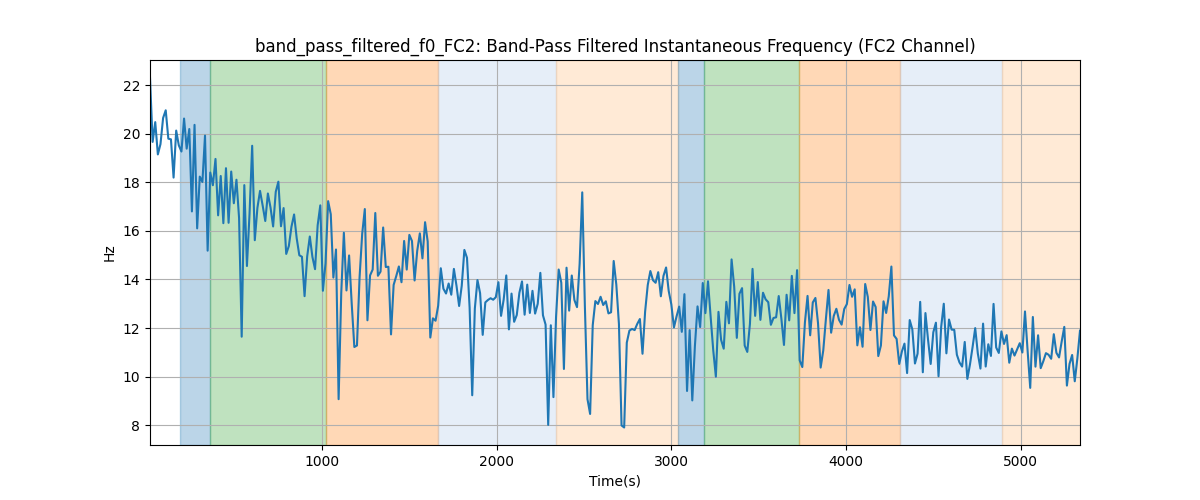 band_pass_filtered_f0_FC2: Band-Pass Filtered Instantaneous Frequency (FC2 Channel)
22
20
18
16
14
12
10
8
Hz
1000 2000 3000 4000 5000
Time(s)